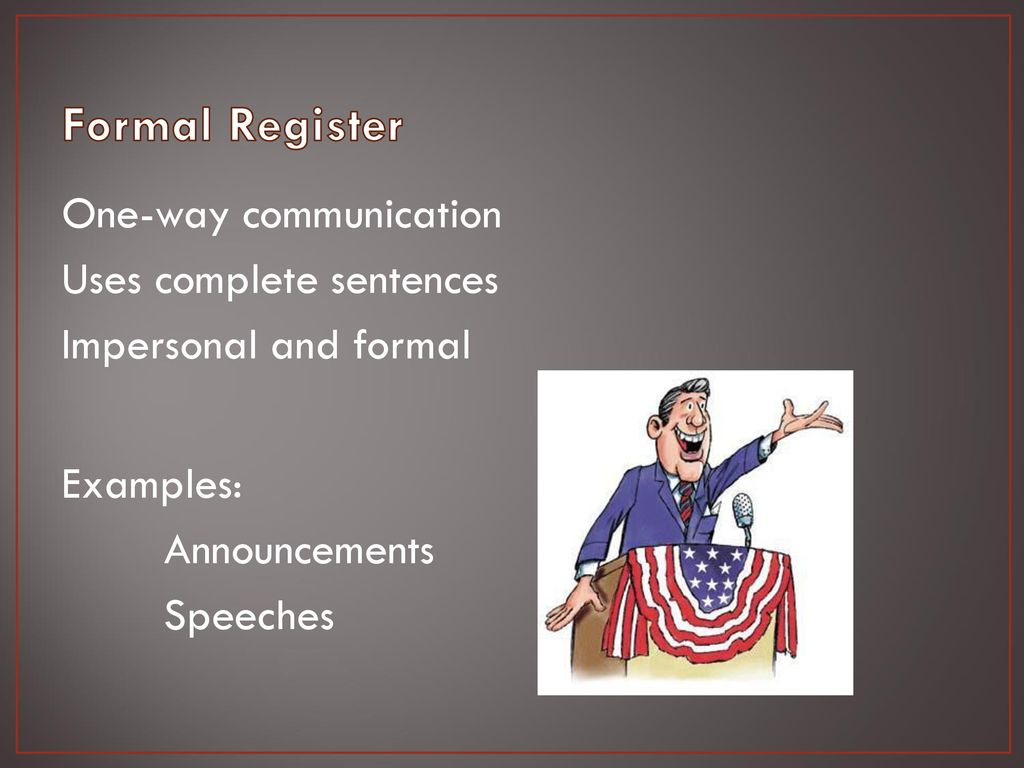 Formal Register
One-way communication
Uses complete sentences
Impersonal and formal
Examples:
Announcements
Speeches